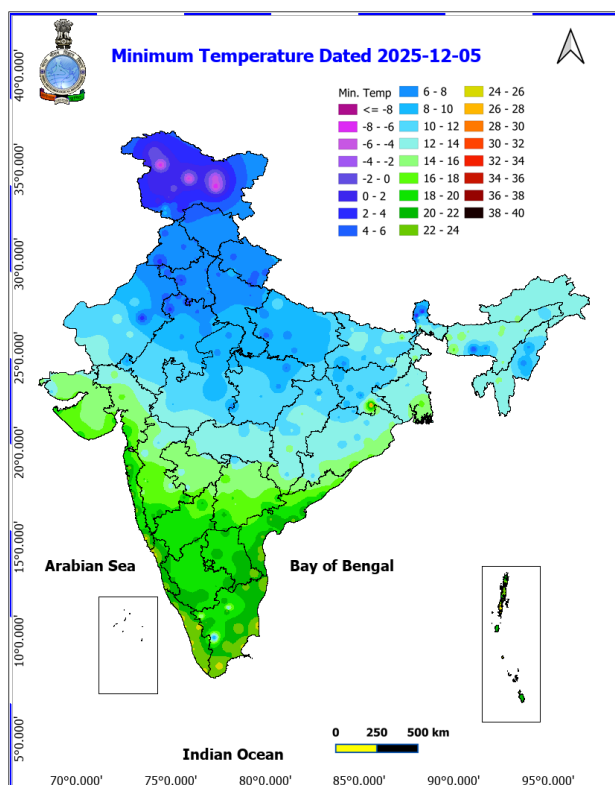 Minimum Temperature Dated 2025-12-05
Min. Temp
<= -8
-8 - -6
-6 - -4
-4 - -2
-2 - 0
0 - 2
2 - 4
4 - 6
6 - 8
8 - 10
10 - 12
12 - 14
14 - 16
16 - 18
18 - 20
20 - 22
22 - 24
24 - 26
26 - 28
28 - 30
30 - 32
32 - 34
34 - 36
36 - 38
38 - 40
40°0.000'
35°0.000'
30°0.000'
25°0.000'
20°0.000'
15°0.000'
10°0.000'
5°0.000'
Arabian Sea
Bay of Bengal
Indian Ocean
0 250 500 km
70°0.000' 75°0.000' 80°0.000' 85°0.000' 90°0.000' 95°0.000'